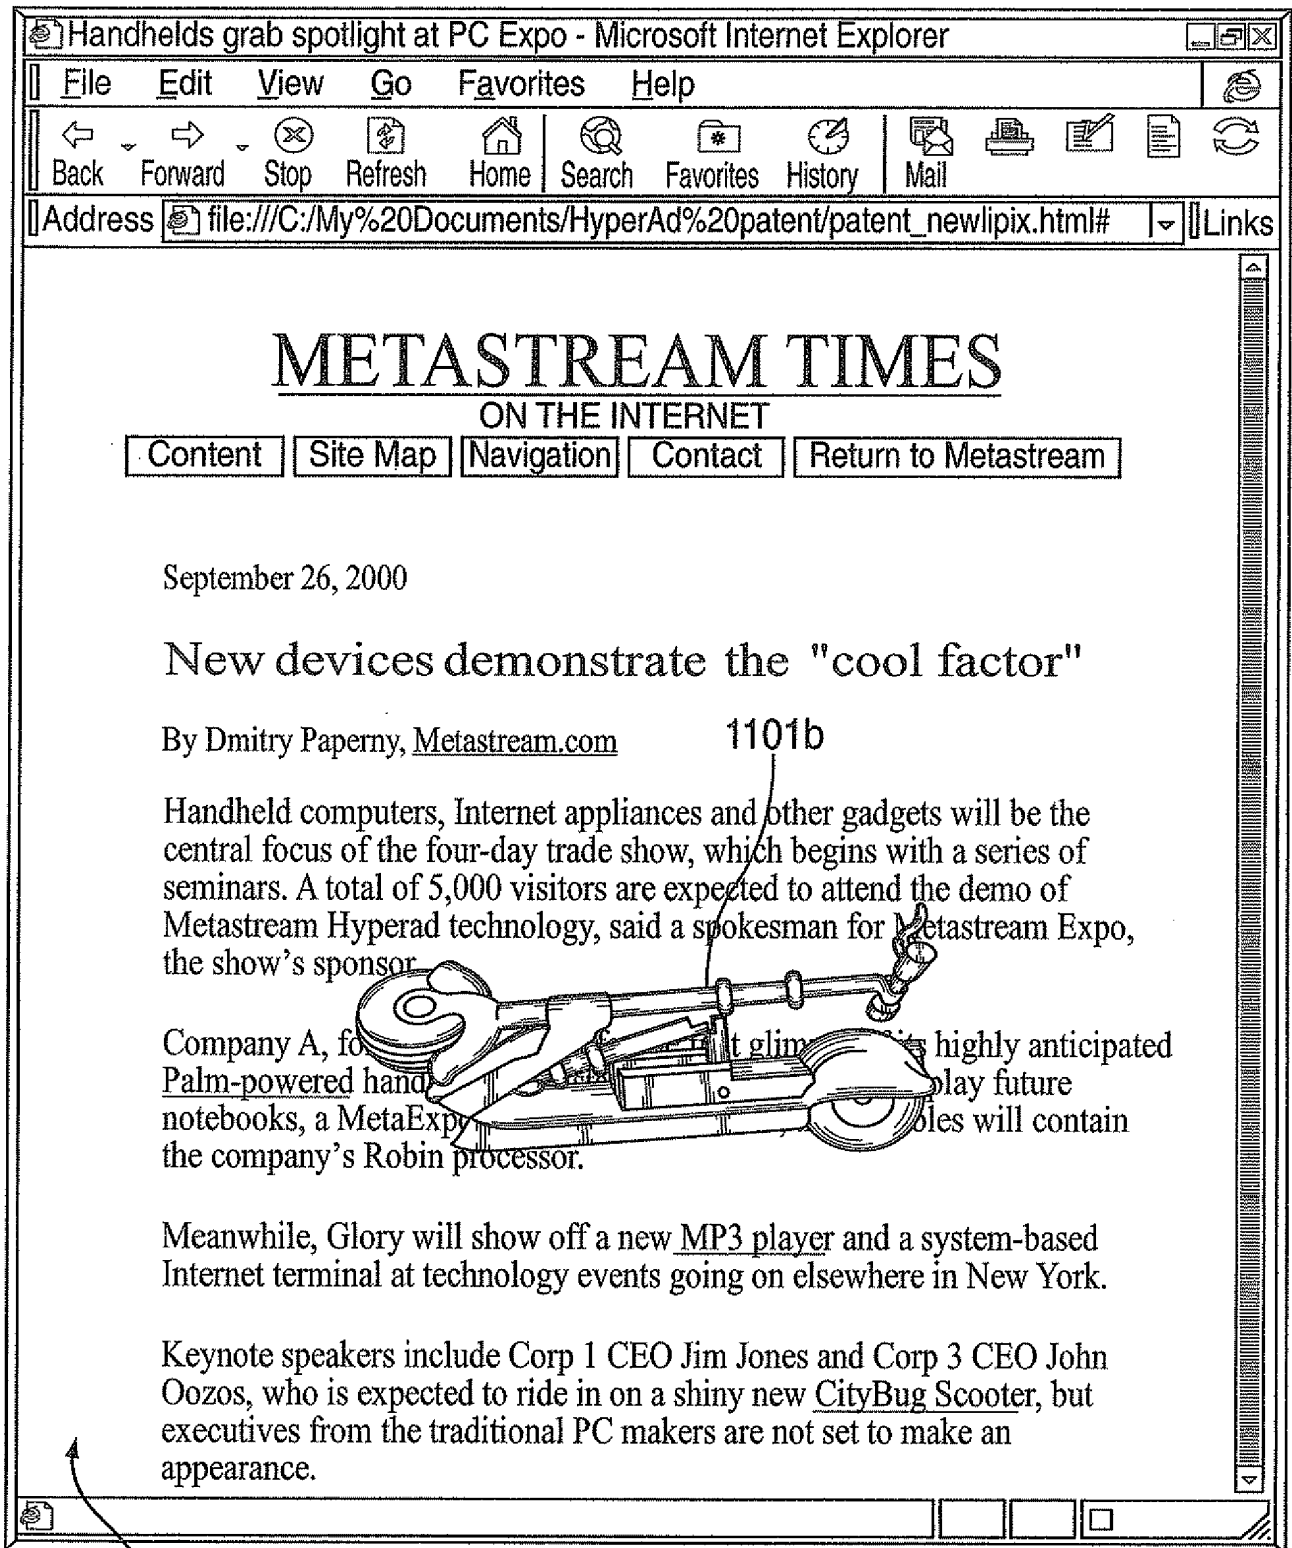 Handhelds grab spotlight at PC Expo - Microsoft Internet Explorer
File Edit View Go Favorites Help
Back Forward Stop Refresh Home Search Favorites History Mail
Address file:///C:/My%20Documents/HyperAd%20patent/patent_newlipix.html# Links
METASTREAM TIMES
ON THE INTERNET
Content Site Map Navigation Contact Return to Metastream
September 26, 2000
New devices demonstrate the "cool factor"
By Dmitry Paperny, Metastream.com
1101b
Handheld computers, Internet appliances and other gadgets will be the
central focus of the four-day trade show, which begins with a series of
seminars. A total of 5,000 visitors are expected to attend the demo of
Metastream Hyperad technology, said a spokesman for Metastream Expo,
the show's sponsor
Company A, highly anticipated
Palm-powered future
notebooks, a will contain
the company's Robin processor.
Meanwhile, Glory will show off a new MP3 player and a system-based
Internet terminal at technology events going on elsewhere in New York.
Keynote speakers include Corp 1 CEO Jim Jones and Corp 3 CEO John
Oozos, who is expected to ride in on a shiny new CityBug Scooter, but
executives from the traditional PC makers are not set to make an
appearance.